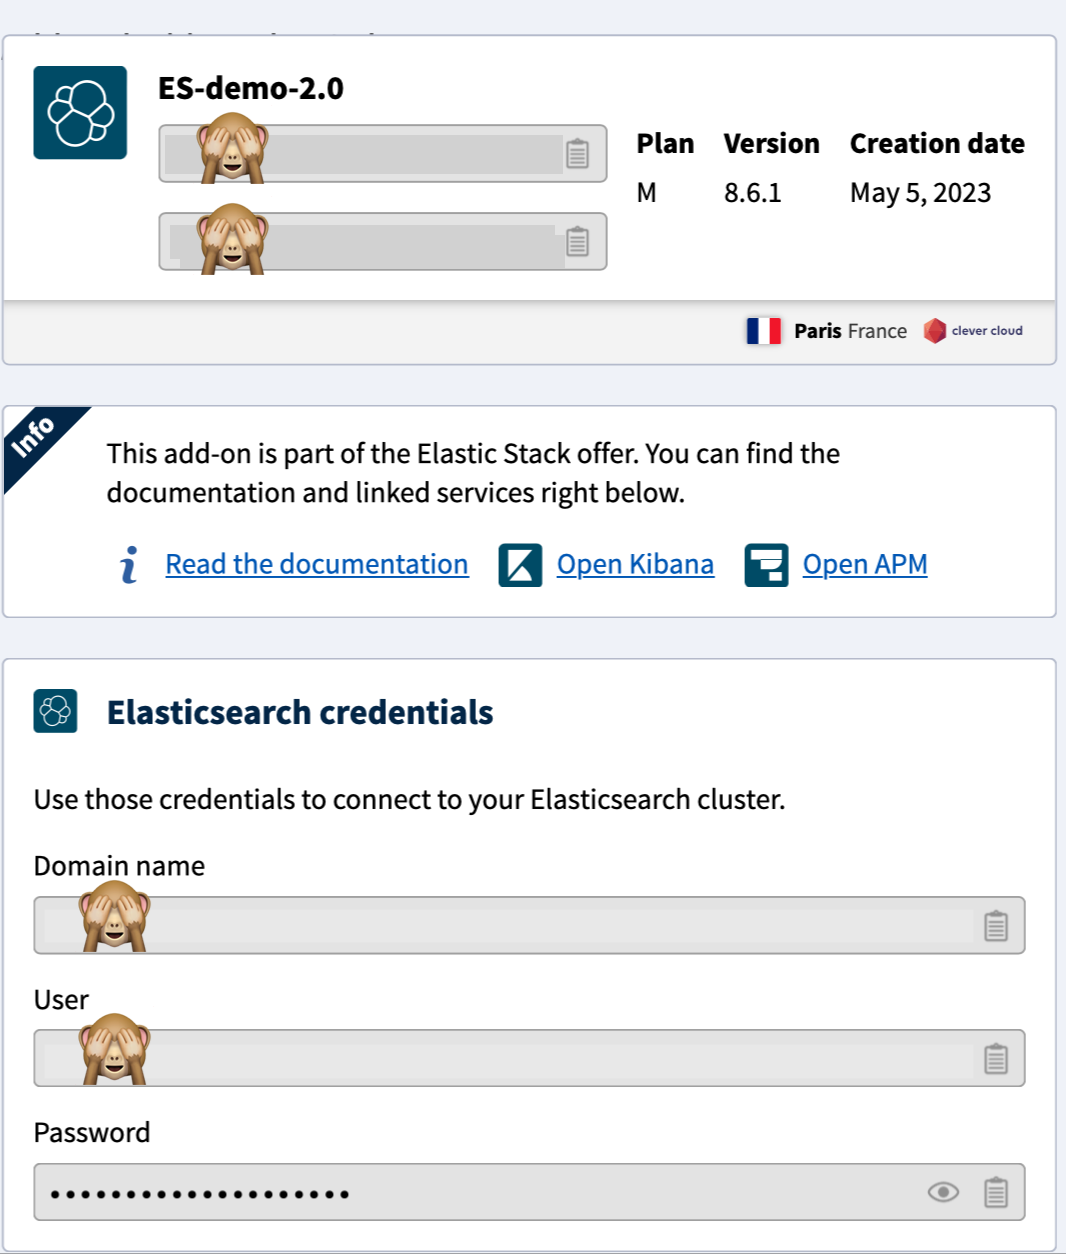 ES-demo-2.0
Plan Version Creation date
M 8.6.1 May 5, 2023
Paris France clever cloud
Info
This add-on is part of the Elastic Stack offer. You can find the
documentation and linked services right below.
i Read the documentation Open Kibana Open APM
Elasticsearch credentials
Use those credentials to connect to your Elasticsearch cluster.
Domain name
User
Password
••••••••••••••••••••